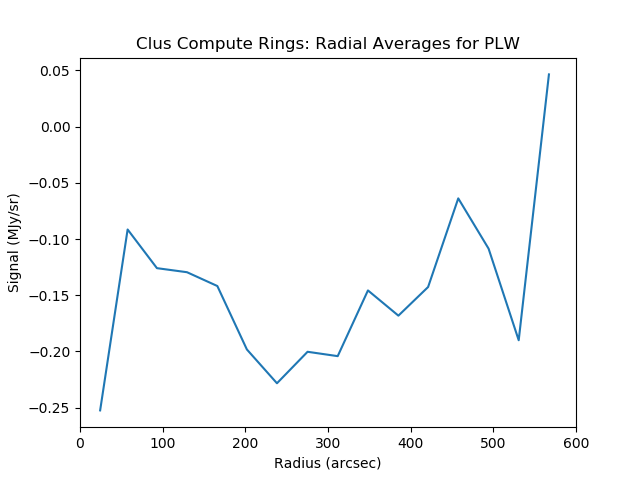 Clus Compute Rings: Radial Averages for PLW
0.05
0.00
−0.05
−0.10
−0.15
−0.20
−0.25
Signal (MJy/sr)
0 100 200 300 400 500 600
Radius (arcsec)